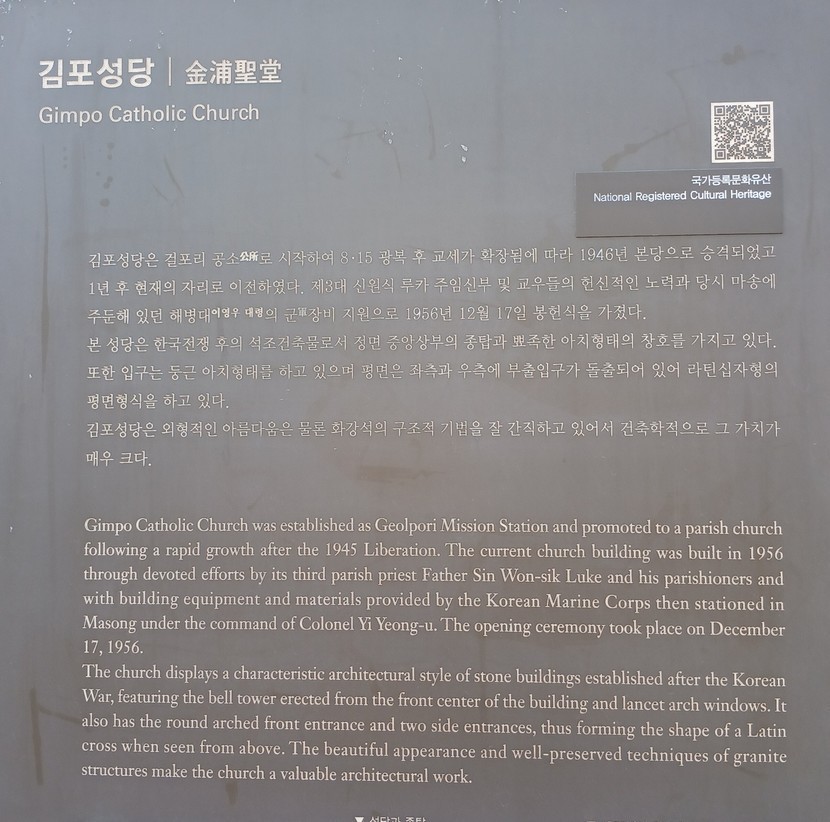 김포성당 | 金浦聖堂
Gimpo Catholic Church
국가등록문화유산
National Registered Cultural Heritage
김포성당은 걸포리 공소公所로 시작하여 8·15 광복 후 교세가 확장됨에 따라 1946년 본당으로 승격되었고
1년 후 현재의 자리로 이전하였다. 제3대 신원식 루카 주임신부 및 교우들의 헌신적인 노력과 당시 마송에
주둔해 있던 해병대이영우 대령의 군軍장비 지원으로 1956년 12월 17일 봉헌식을 가졌다.
본 성당은 한국전쟁 후의 석조건축물로서 정면 중앙상부의 종탑과 뾰족한 아치형태의 창호를 가지고 있다.
또한 입구는 둥근 아치형태를 하고 있으며 평면은 좌측과 우측에 부출입구가 돌출되어 있어 라틴십자형의
평면형식을 하고 있다.
김포성당은 외형적인 아름다움은 물론 화강석의 구조적 기법을 잘 간직하고 있어서 건축학적으로 그 가치가
매우 크다.
Gimpo Catholic Church was established as Geolpori Mission Station and promoted to a parish church
following a rapid growth after the 1945 Liberation. The current church building was built in 1956
through devoted efforts by its third parish priest Father Sin Won-sik Luke and his parishioners and
with building equipment and materials provided by the Korean Marine Corps then stationed in
Masong under the command of Colonel Yi Yeong-u. The opening ceremony took place on December
17, 1956.
The church displays a characteristic architectural style of stone buildings established after the Korean
War, featuring the bell tower erected from the front center of the building and lancet arch windows. It
also has the round arched front entrance and two side entrances, thus forming the shape of a Latin
cross when seen from above. The beautiful appearance and well-preserved techniques of granite
structures make the church a valuable architectural work.